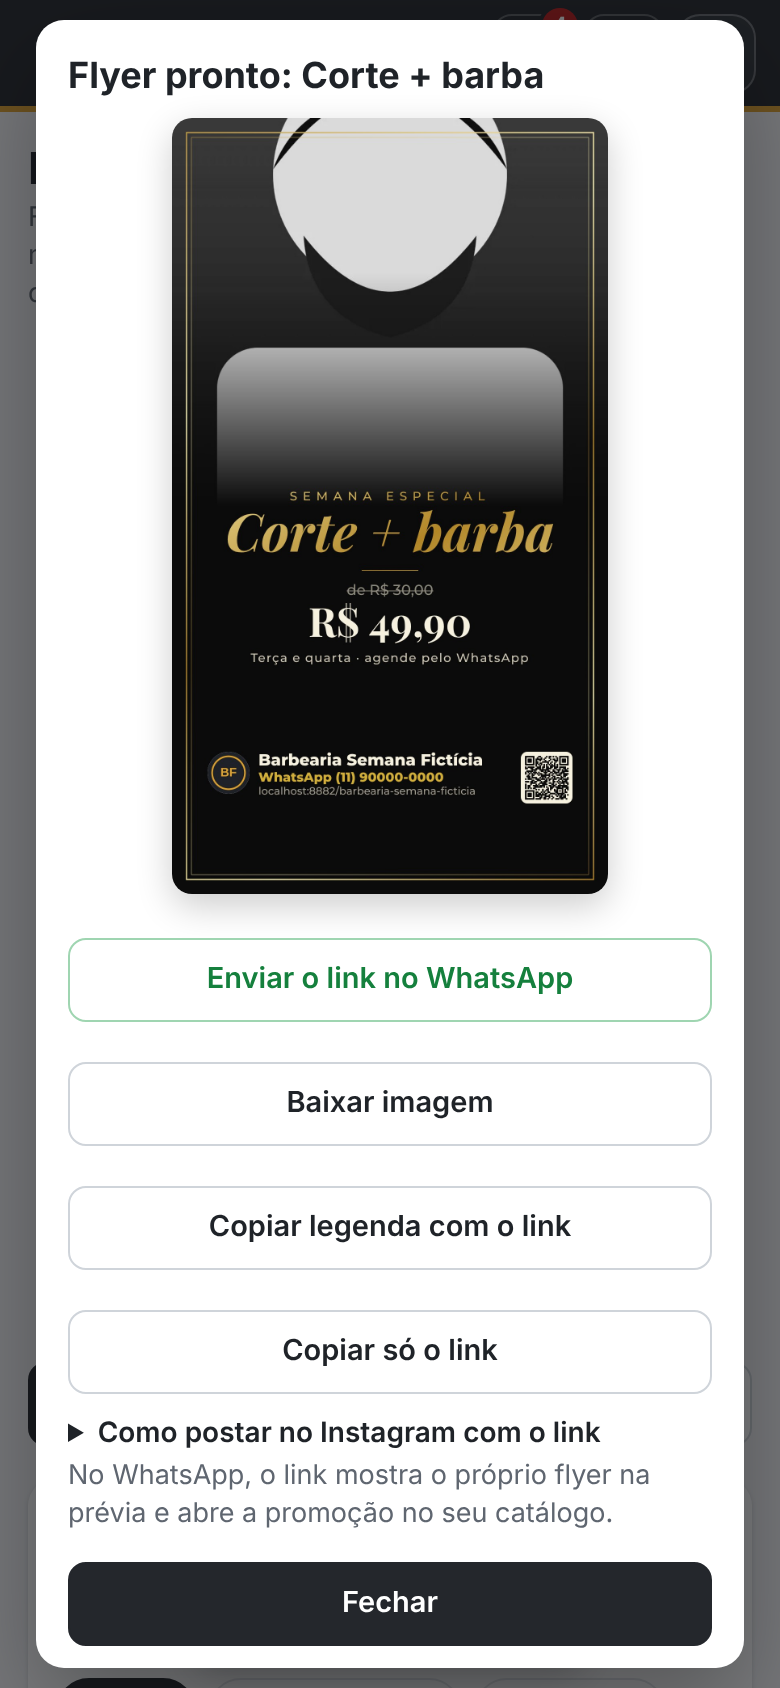 Flyer pronto: Corte + barba
SEMANA ESPECIAL
Corte + barba
de R$ 30,00
R$ 49,90
Terça e quarta · agende pelo WhatsApp
BF
Barbearia Semana Fictícia
WhatsApp (11) 90000-0000
localhost:8882/barbearia-semana-ficticia
Enviar o link no WhatsApp
Baixar imagem
Copiar legenda com o link
Copiar só o link
Como postar no Instagram com o link
No WhatsApp, o link mostra o próprio flyer na
prévia e abre a promoção no seu catálogo.
Fechar